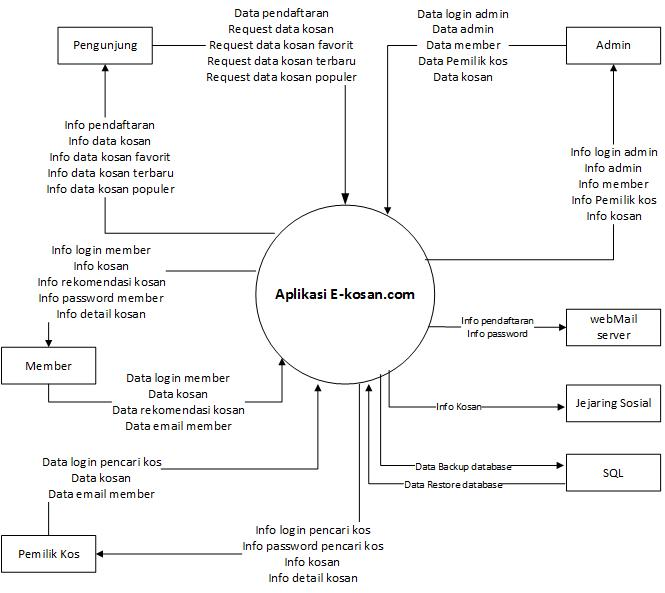 Pengunjung
Data pendaftaran
Request data kosan
Request data kosan favorit
Request data kosan terbaru
Request data kosan populer
Data login admin
Data admin
Data member
Data Pemilik kos
Data kosan
Admin
Info pendaftaran
Info data kosan
Info data kosan favorit
Info data kosan terbaru
Info data kosan populer
Info login admin
Info admin
Info member
Info Pemilik kos
Info kosan
Info login member
Info kosan
Info rekomendasi kosan
Info password member
Info detail kosan
Aplikasi E-kosan.com
Info pendaftaran
Info password
webMail
server
Member
Data login member
Data kosan
Data rekomendasi kosan
Data email member
Info Kosan
Jejaring Sosial
Data login pencari kos
Data kosan
Data email member
Data Backup database
Data Restore database
SQL
Pemilik Kos
Info login pencari kos
Info password pencari kos
Info kosan
Info detail kosan